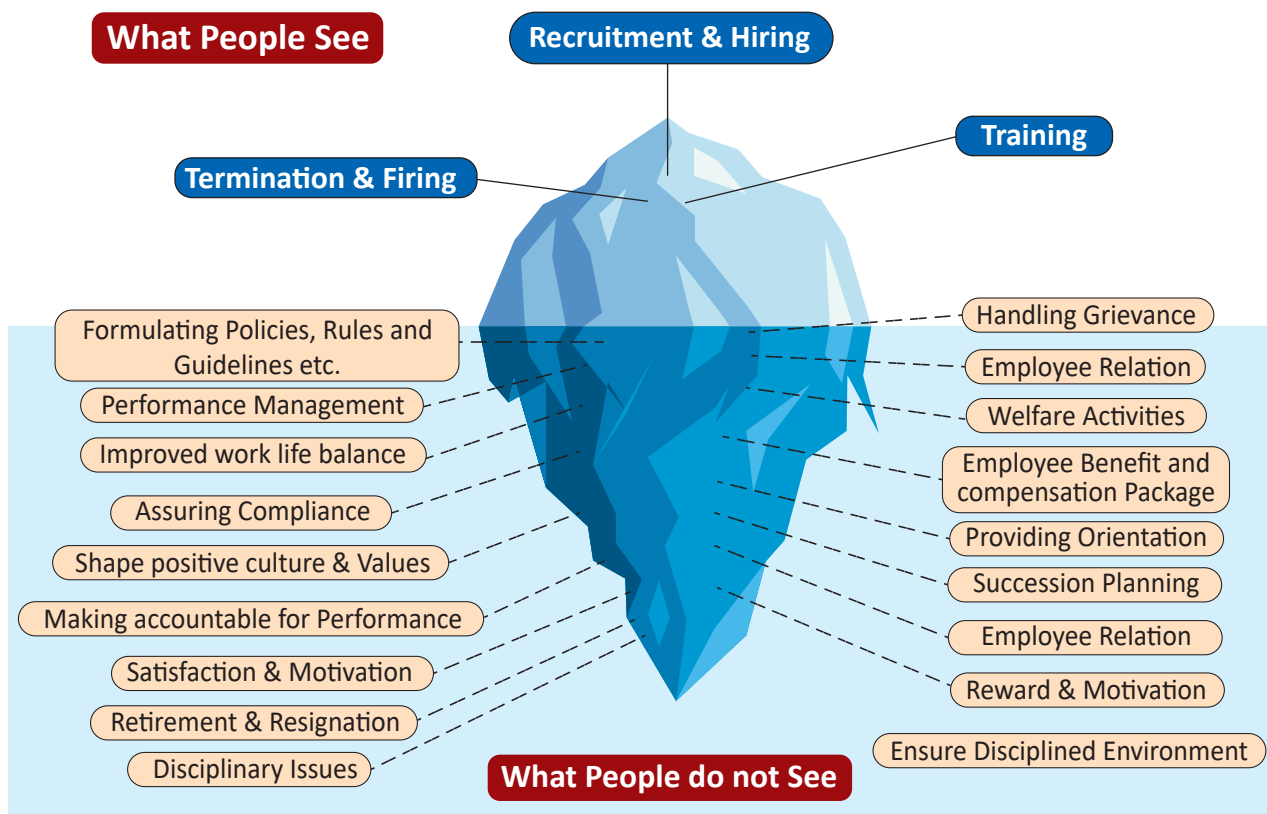 What People See
Recruitment & Hiring
Training
Termination & Firing
Formulating Policies, Rules and
Guidelines etc.
Performance Management
Improved work life balance
Assuring Compliance
Shape positive culture & Values
Making accountable for Performance
Satisfaction & Motivation
Retirement & Resignation
Disciplinary Issues
Handling Grievance
Employee Relation
Welfare Activities
Employee Benefit and
compensation Package
Providing Orientation
Succession Planning
Employee Relation
Reward & Motivation
Ensure Disciplined Environment
What People do not See